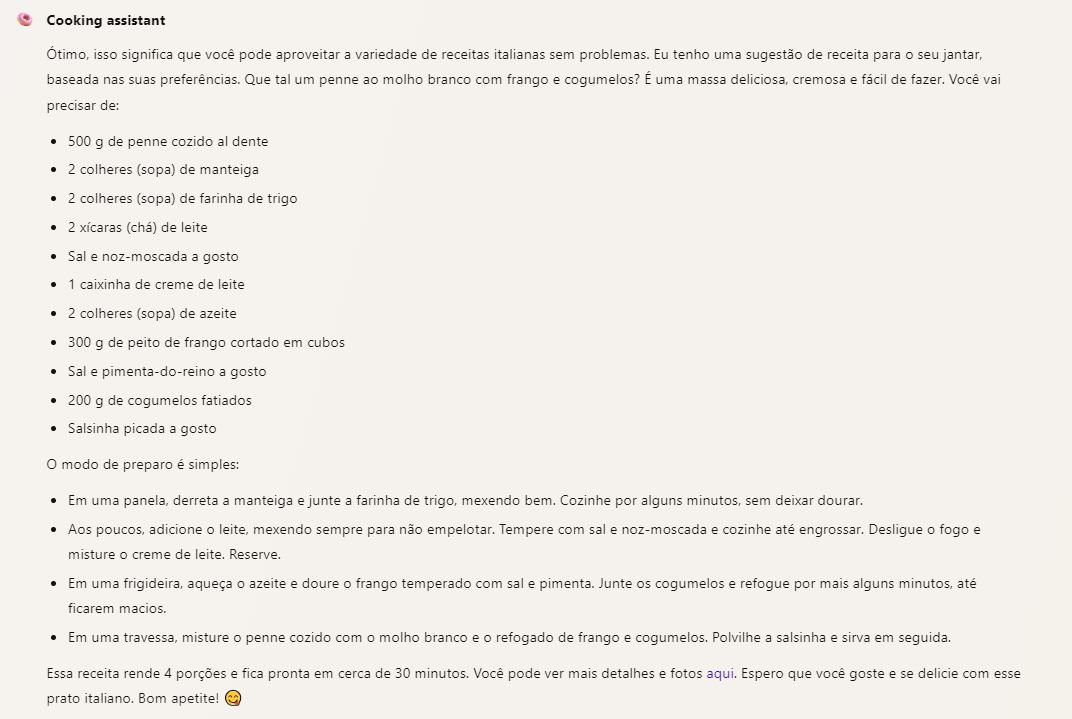 Cooking assistant
Ótimo, isso significa que você pode aproveitar a variedade de receitas italianas sem problemas. Eu tenho uma sugestão de receita para o seu jantar,
baseada nas suas preferências. Que tal um penne ao molho branco com frango e cogumelos? É uma massa deliciosa, cremosa e fácil de fazer. Você vai
precisar de:
• 500 g de penne cozido al dente
• 2 colheres (sopa) de manteiga
• 2 colheres (sopa) de farinha de trigo
• 2 xícaras (chá) de leite
• Sal e noz-moscada a gosto
• 1 caixinha de creme de leite
• 2 colheres (sopa) de azeite
• 300 g de peito de frango cortado em cubos
• Sal e pimenta-do-reino a gosto
• 200 g de cogumelos fatiados
• Salsinha picada a gosto
O modo de preparo é simples:
• Em uma panela, derreta a manteiga e junte a farinha de trigo, mexendo bem. Cozinhe por alguns minutos, sem deixar dourar.
• Aos poucos, adicione o leite, mexendo sempre para não empelotar. Tempere com sal e noz-moscada e cozinhe até engrossar. Desligue o fogo e
misture o creme de leite. Reserve.
• Em uma frigideira, aqueça o azeite e doure o frango temperado com sal e pimenta. Junte os cogumelos e refogue por mais alguns minutos, até
ficarem macios.
• Em uma travessa, misture o penne cozido com o molho branco e o refogado de frango e cogumelos. Polvilhe a salsinha e sirva em seguida.
Essa receita rende 4 porções e fica pronta em cerca de 30 minutos. Você pode ver mais detalhes e fotos aqui. Espero que você goste e se delicie com esse
prato italiano. Bom apetite! 😋